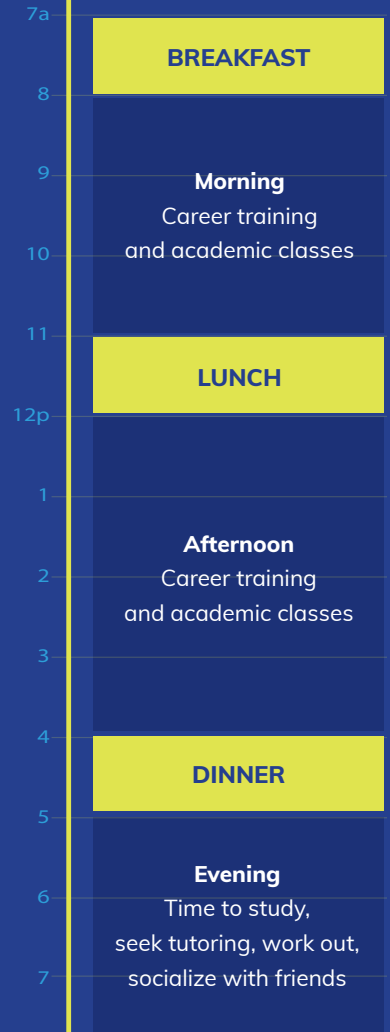 7a
BREAKFAST
8
9
Morning
Career training
10
and academic classes
11
LUNCH
12p
1
Afternoon
2
Career training
and academic classes
3
4
DINNER
5
Evening
6
Time to study,
seek tutoring, work out,
7
socialize with friends